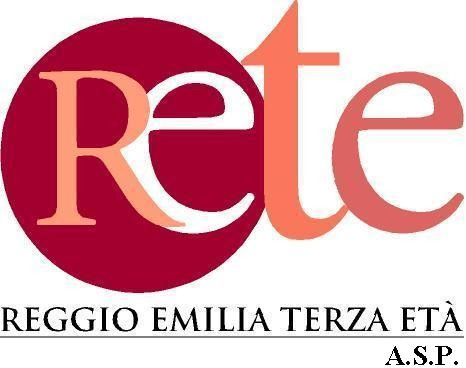 Rete
REGGIO EMILIA TERZA ETÀ
A.S.P.